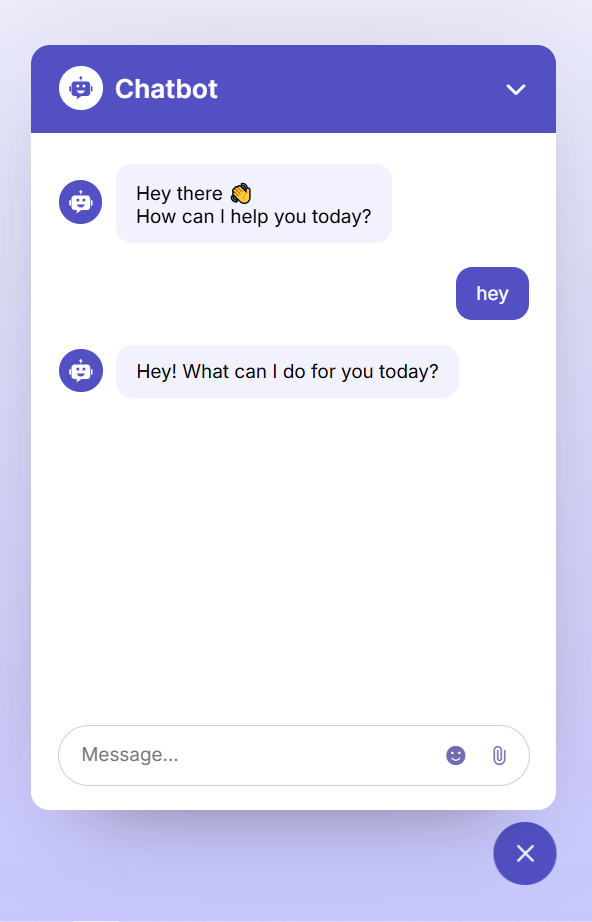 Chatbot
Hey there 👋
How can I help you today?
hey
Hey! What can I do for you today?
Message...